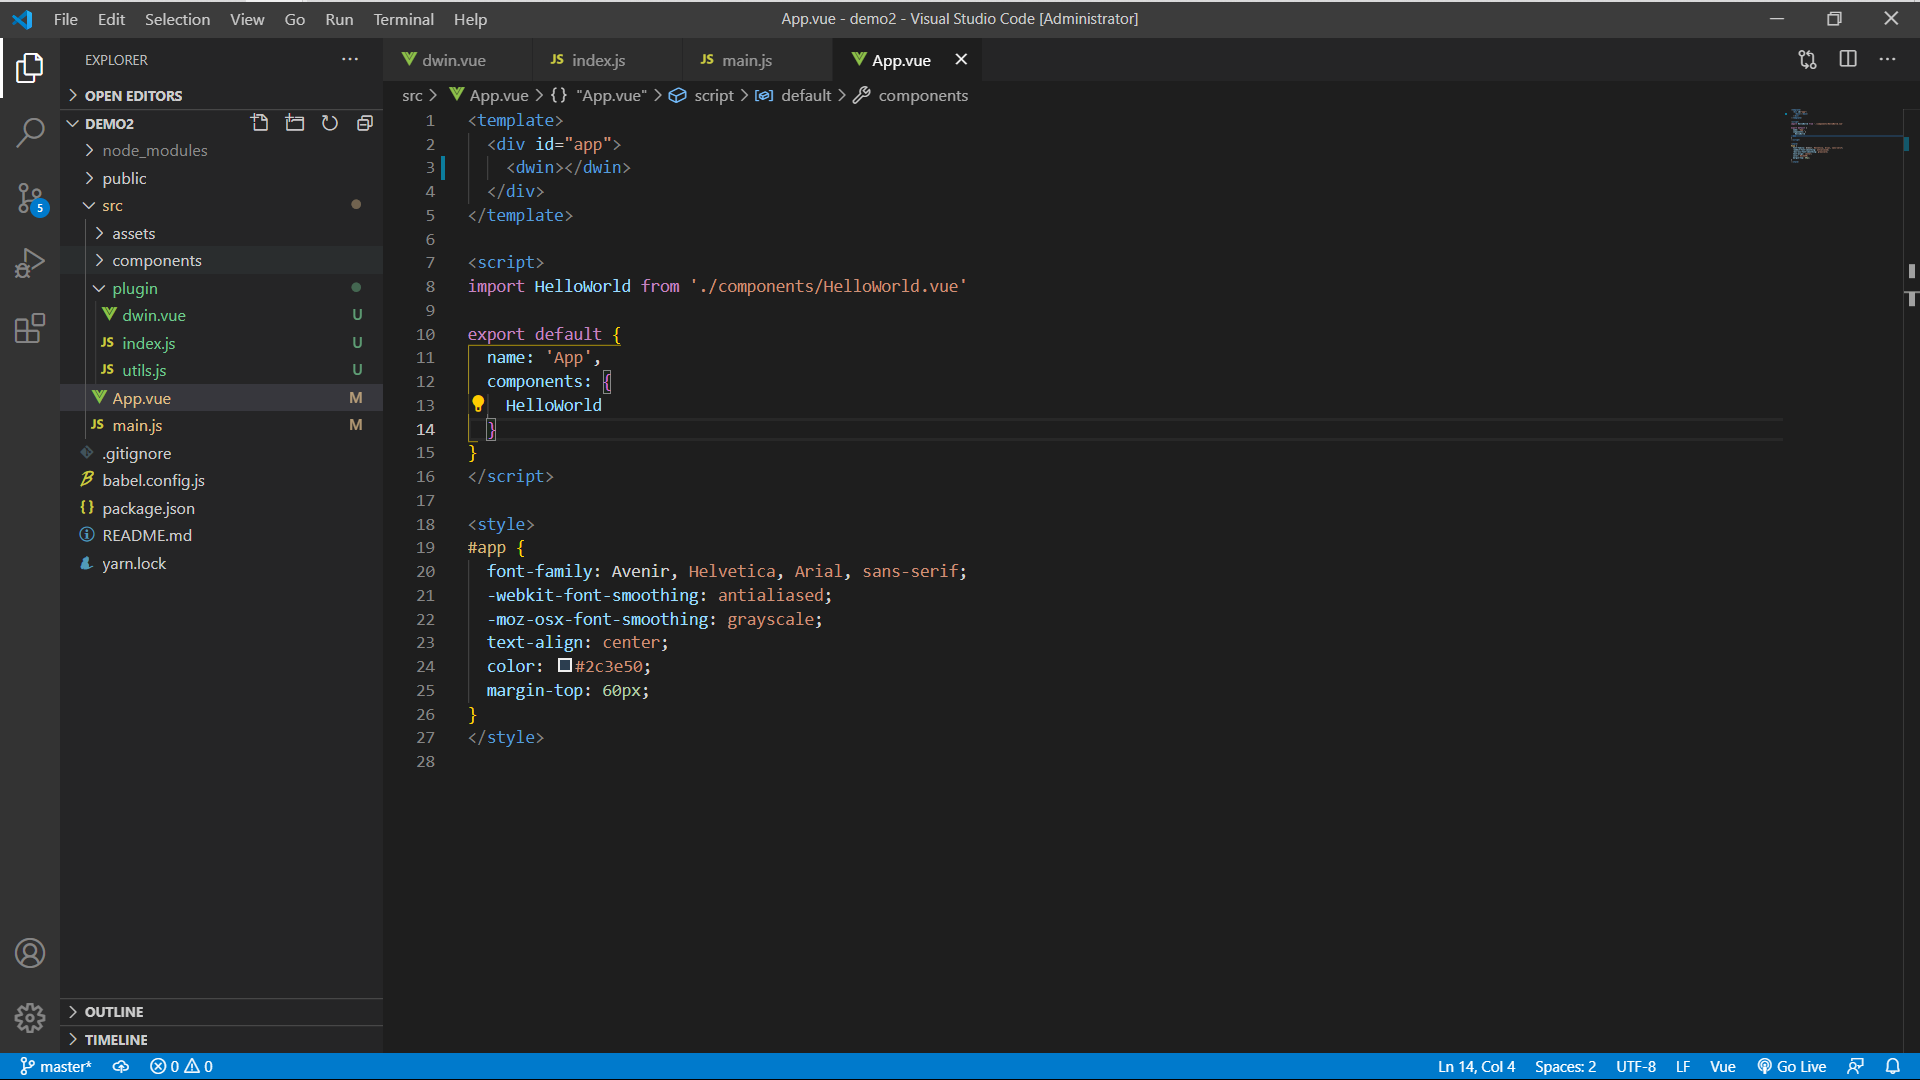 File Edit Selection View Go Run Terminal Help
App.vue - demo2 - Visual Studio Code [Administrator]
EXPLORER
OPEN EDITORS
DEMO2
node_modules
public
src
assets
components
plugin
dwin.vue U
JS index.js U
JS utils.js U
App.vue M
JS main.js M
.gitignore
babel.config.js
{} package.json
README.md
yarn.lock
OUTLINE
TIMELINE
5
dwin.vue
JS index.js
JS main.js
App.vue
src > App.vue > {} "App.vue" > script > default > components
1 <template>
2 <div id="app">
3 <dwin></dwin>
4 </div>
5 </template>
6
7 <script>
8 import HelloWorld from './components/HelloWorld.vue'
9
10 export default {
11 name: 'App',
12 components: {
13 HelloWorld
14 }
15 }
16 </script>
17
18 <style>
19 #app {
20 font-family: Avenir, Helvetica, Arial, sans-serif;
21 -webkit-font-smoothing: antialiased;
22 -moz-osx-font-smoothing: grayscale;
23 text-align: center;
24 color: #2c3e50;
25 margin-top: 60px;
26 }
27 </style>
28
master* 0 0
Ln 14, Col 4 Spaces: 2 UTF-8 LF Vue Go Live